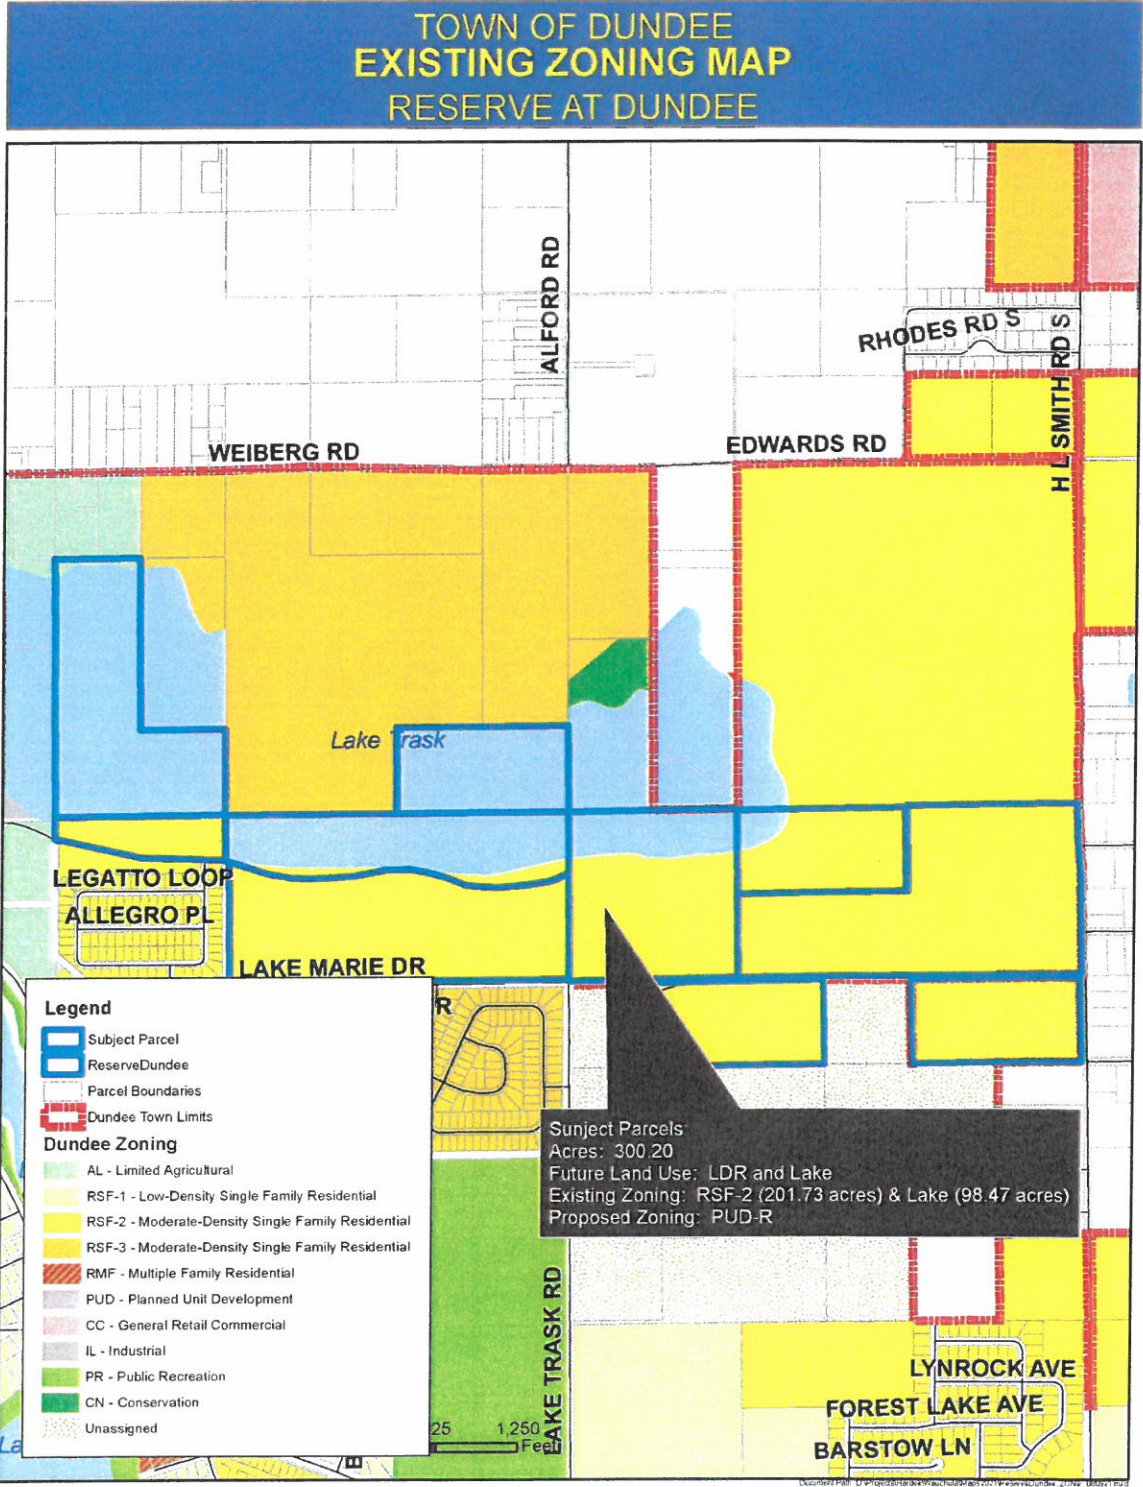 TOWN OF DUNDEE
EXISTING ZONING MAP
RESERVE AT DUNDEE
ALFORD RD
RHODES RD S
H L SMITH RD S
WEIBERG RD
EDWARDS RD
Lake Trask
LEGATTO LOOP
ALLEGRO PL
LAKE MARIE DR
R
Legend
Subject Parcel
ReserveDundee
Parcel Boundaries
Dundee Town Limits
Dundee Zoning
AL - Limited Agricultural
RSF-1 - Low-Density Single Family Residential
RSF-2 - Moderate-Density Single Family Residential
RSF-3 - Moderate-Density Single Family Residential
RMF - Multiple Family Residential
PUD - Planned Unit Development
CC - General Retail Commercial
IL - Industrial
PR - Public Recreation
CN - Conservation
Unassigned
Sunject Parcels
Acres: 300.20
Future Land Use: LDR and Lake
Existing Zoning: RSF-2 (201.73 acres) & Lake (98.47 acres)
Proposed Zoning: PUD-R
LAKE TRASK RD
LYNROCK AVE
FOREST LAKE AVE
BARSTOW LN
25
1,250
Feet
La
B